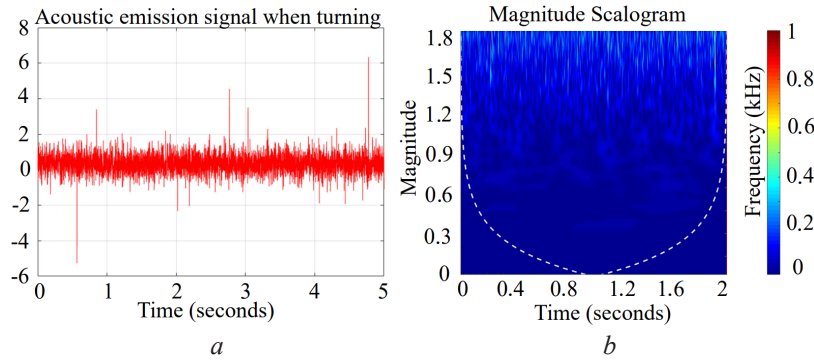 Acoustic emission signal when turning
8
6
4
2
0
-2
-4
-6
0 1 2 3 4 5
Time (seconds)
a
Magnitude Scalogram
Magnitude
1.8
1.5
1.2
0.9
0.6
0.3
0
0 0.4 0.8 1.2 1.6 2
Time (seconds)
b
Frequency (kHz)
1
0.8
0.6
0.4
0.2
0